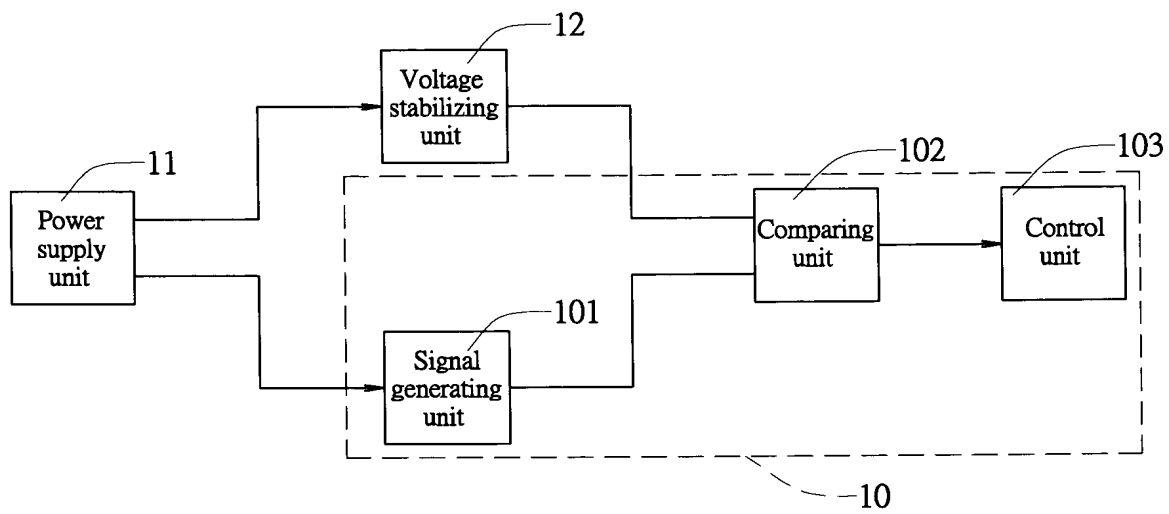 12
Voltage
stabilizing
unit
11
Power
supply
unit
102
Comparing
unit
103
Control
unit
101
Signal
generating
unit
10